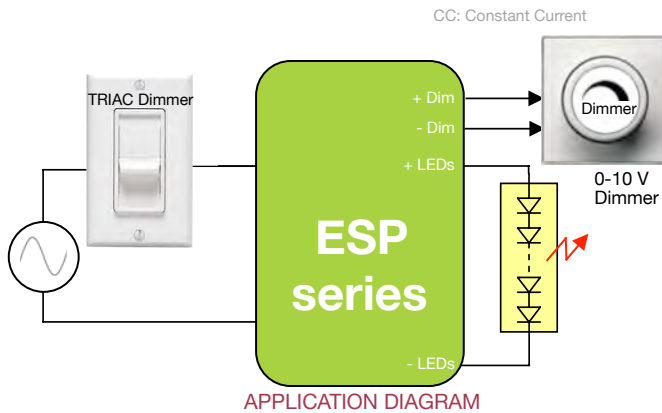 CC: Constant Current
TRIAC Dimmer
+ Dim
- Dim
+ LEDs
ESP
series
- LEDs
Dimmer
0-10 V
Dimmer
APPLICATION DIAGRAM